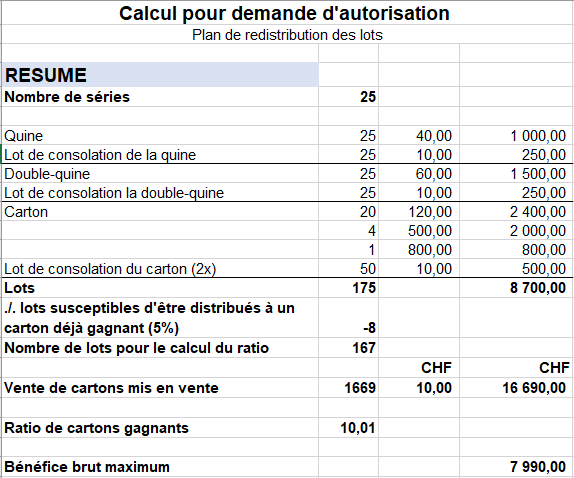 Calcul pour demande d'autorisation
Plan de redistribution des lots
RESUME
Nombre de séries 25
Quine 25 40,00 1 000,00
Lot de consolation de la quine 25 10,00 250,00
Double-quine 25 60,00 1 500,00
Lot de consolation la double-quine 25 10,00 250,00
Carton 20 120,00 2 400,00
4 500,00 2 000,00
1 800,00 800,00
Lot de consolation du carton (2x) 50 10,00 500,00
Lots 175 8 700,00
./. lots susceptibles d'être distribués à un
carton déjà gagnant (5%) -8
Nombre de lots pour le calcul du ratio 167
CHF CHF
Vente de cartons mis en vente 1669 10,00 16 690,00
Ratio de cartons gagnants 10,01
Bénéfice brut maximum 7 990,00